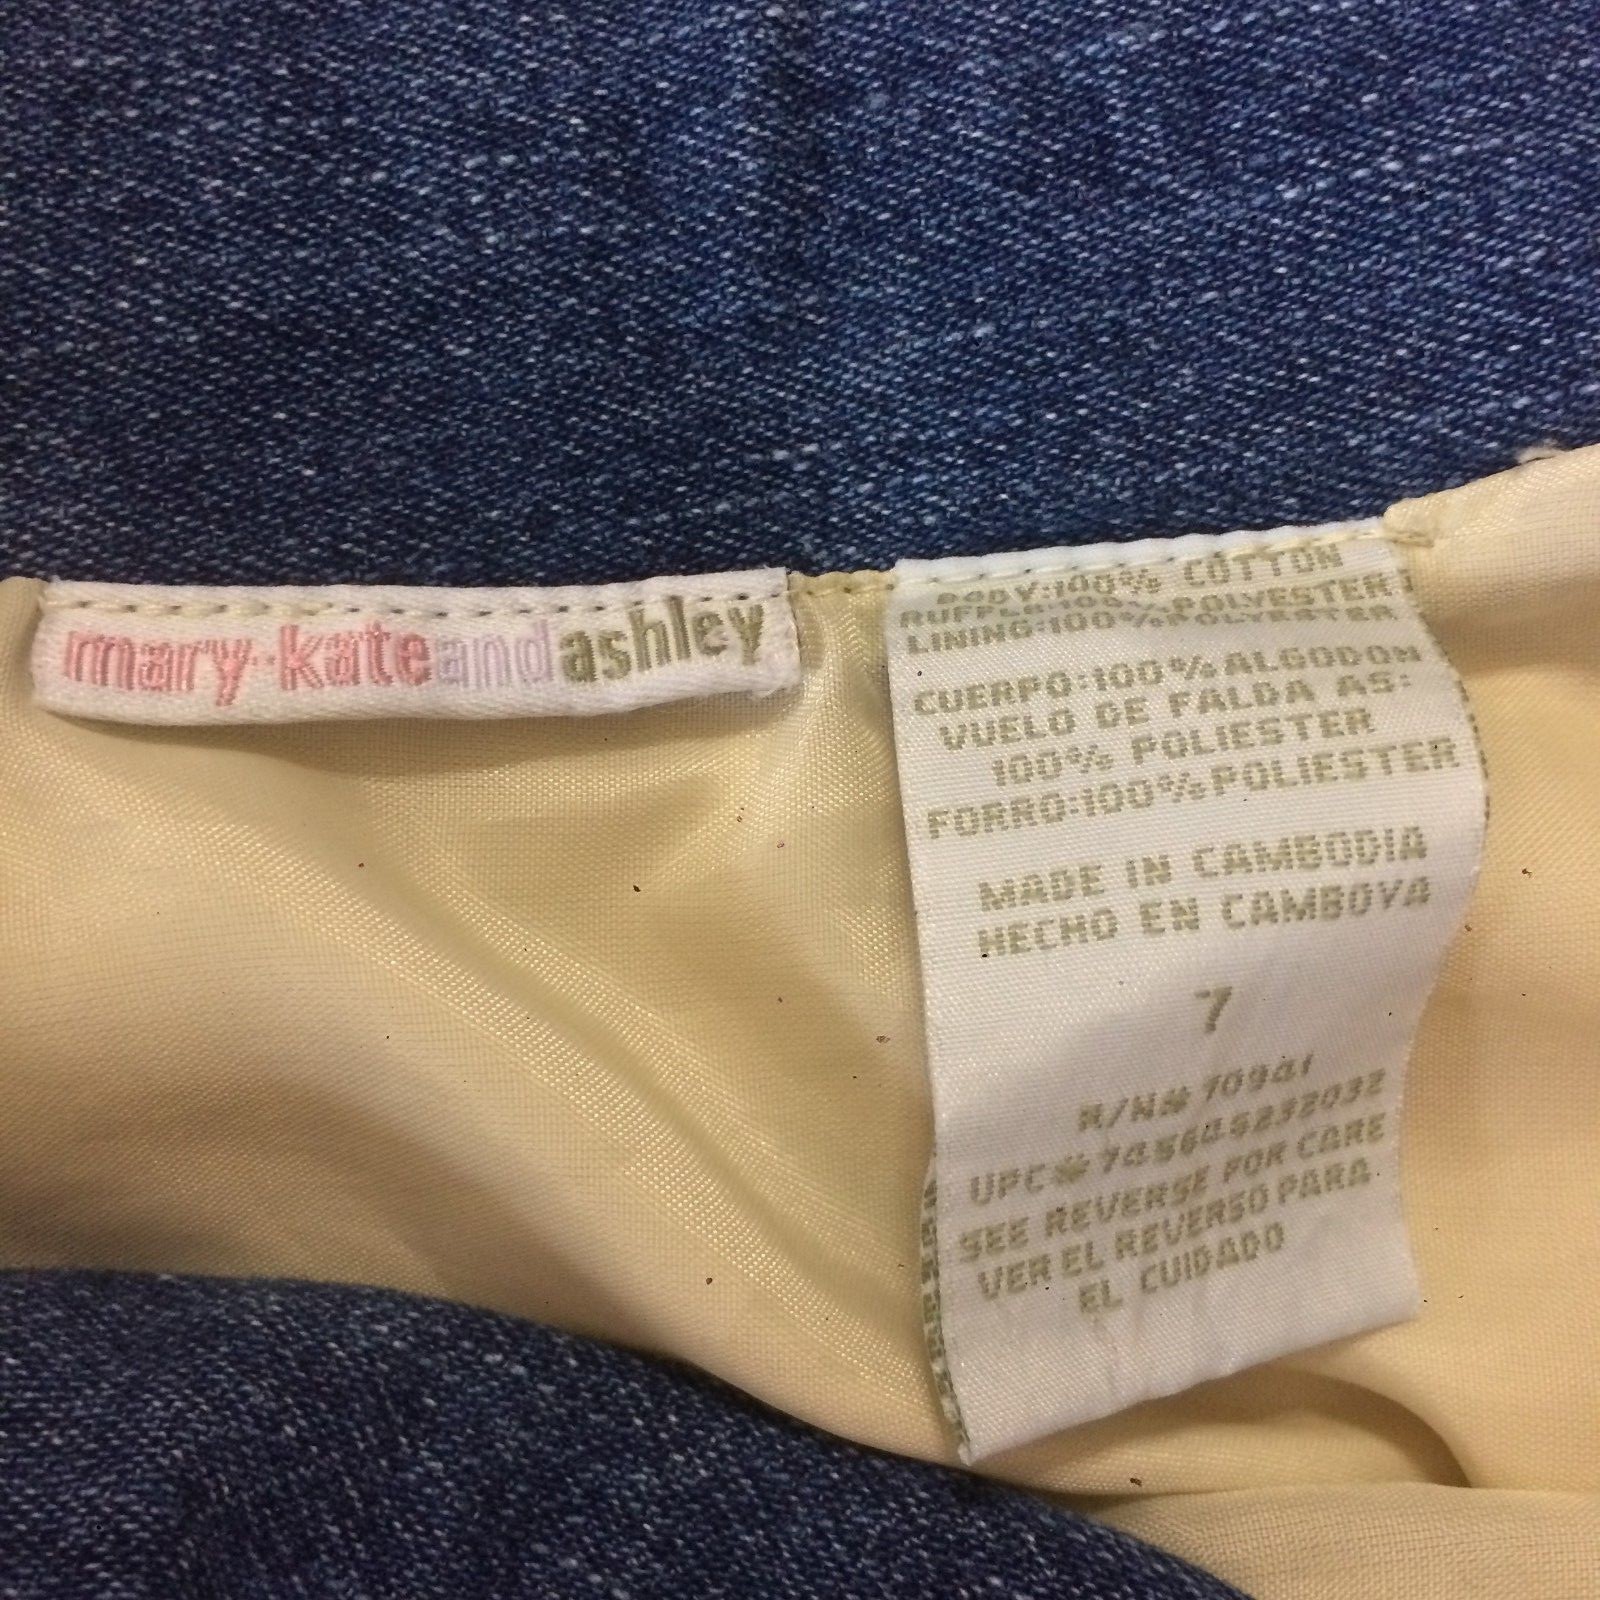 mary-kateandashley
BODY:100% COTTON
RUFFLE:100%POLYESTER
LINING:100%POLYESTER
CUERPO:100%ALGODON
VUELO DE FALDA AS:
100% POLIESTER
FORRO:100%POLIESTER
MADE IN CAMBODIA
HECHO EN CAMBOYA
7
R/N# 70941
UPC# 745645232032
SEE REVERSE FOR CARE
VER EL REVERSO PARA
EL CUIDADO